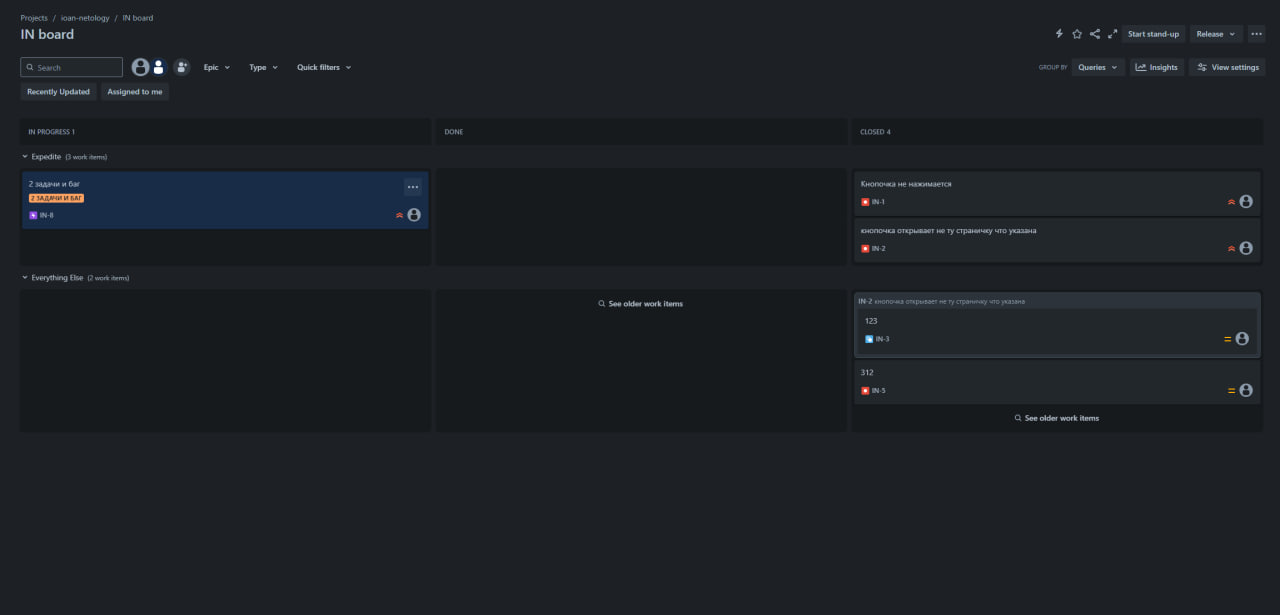 Projects / ioan-netology / IN board
IN board
Start stand-up
Release
Search
Epic
Type
Quick filters
GROUP BY
Queries
Insights
View settings
Recently Updated
Assigned to me
IN PROGRESS 1
DONE
CLOSED 4
Expedite (3 work items)
2 задачи и баг
2 ЗАДАЧИ И БАГ
IN-8
Кнопочка не нажимается
IN-1
кнопочка открывает не ту страничку что указана
IN-2
Everything Else (2 work items)
See older work items
IN-2 кнопочка открывает не ту страничку что указана
123
IN-3
312
IN-5
See older work items